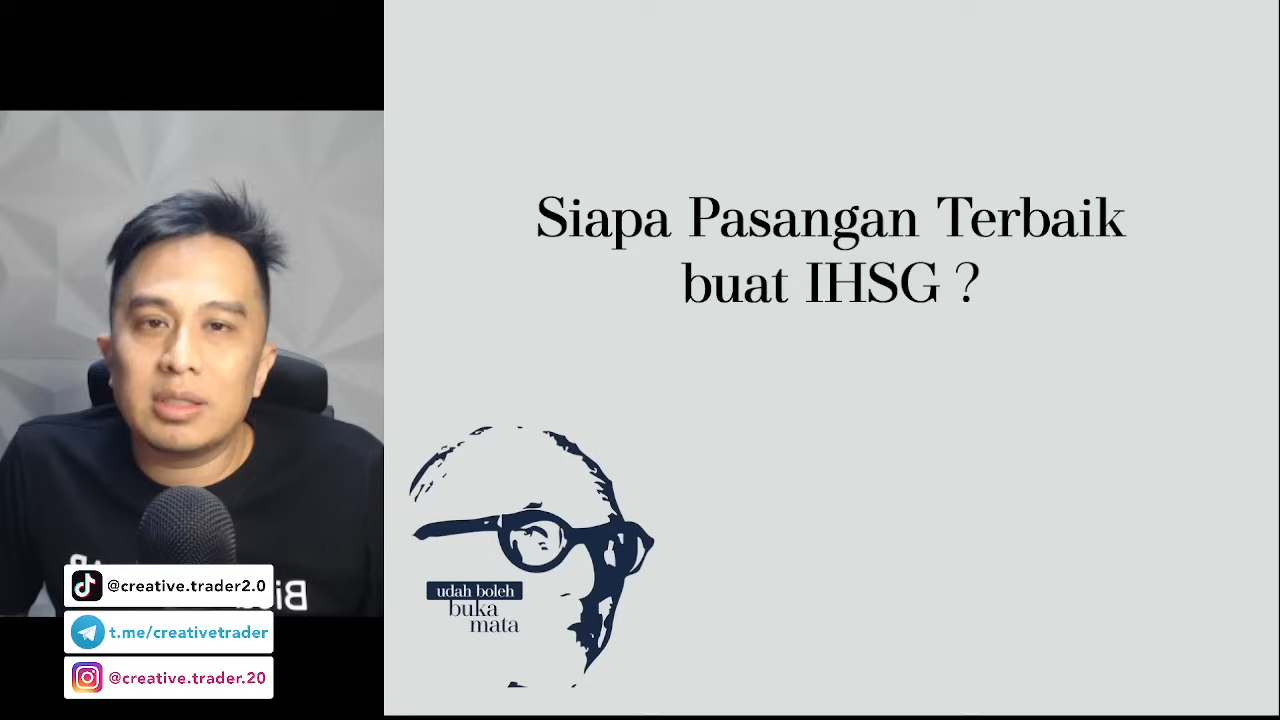 Siapa Pasangan Terbaik
buat IHSG ?
udah boleh
buka
mata
@creative.trader2.0
t.me/creativetrader
@creative.trader.20